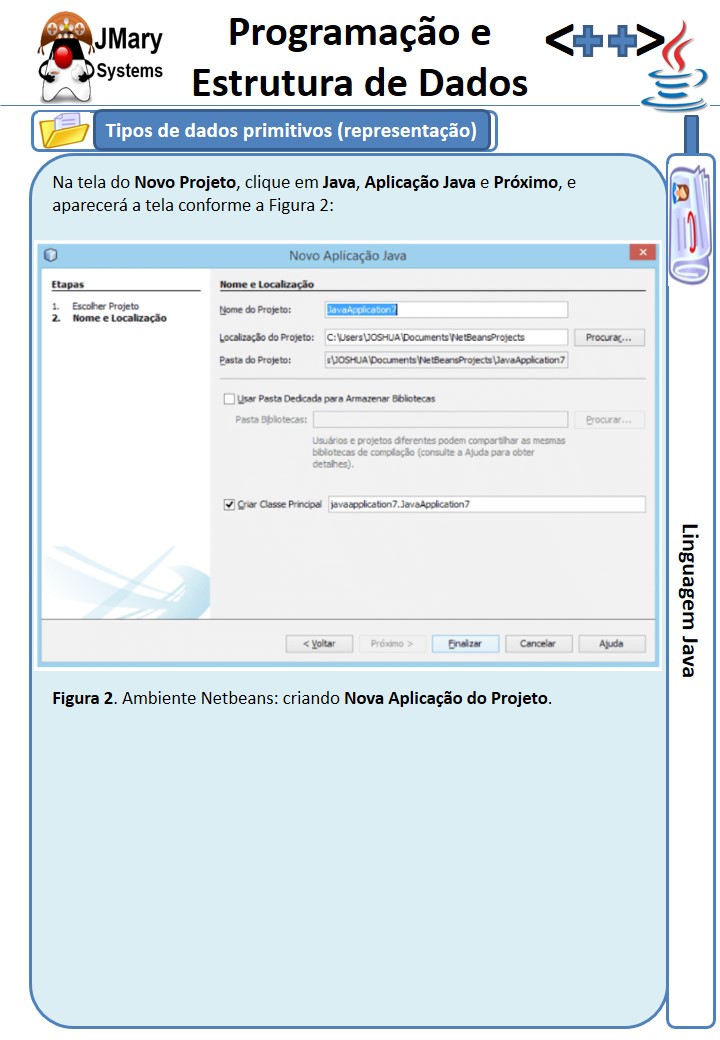 JMary
Systems
Programação e
Estrutura de Dados
<++>
Tipos de dados primitivos (representação)
Na tela do Novo Projeto, clique em Java, Aplicação Java e Próximo, e
aparecerá a tela conforme a Figura 2:
Novo Aplicação Java
Etapas
1. Escolher Projeto
2. Nome e Localização
Nome e Localização
Nome do Projeto: JavaApplication7
Localização do Projeto: C:\Users\JOSHUA\Documents\NetBeansProjects Procurar...
Pasta do Projeto: s\JOSHUA\Documents\NetBeansProjects\JavaApplication7
Usar Pasta Dedicada para Armazenar Bibliotecas
Pasta Bibliotecas: Procurar...
Usuários e projetos diferentes podem compartilhar as mesmas
bibliotecas de compilação (consulte a Ajuda para obter
detalhes).
Criar Classe Principal javaapplication7.JavaApplication7
< Voltar Próximo > Finalizar Cancelar Ajuda
Figura 2. Ambiente Netbeans: criando Nova Aplicação do Projeto.
Linguagem Java